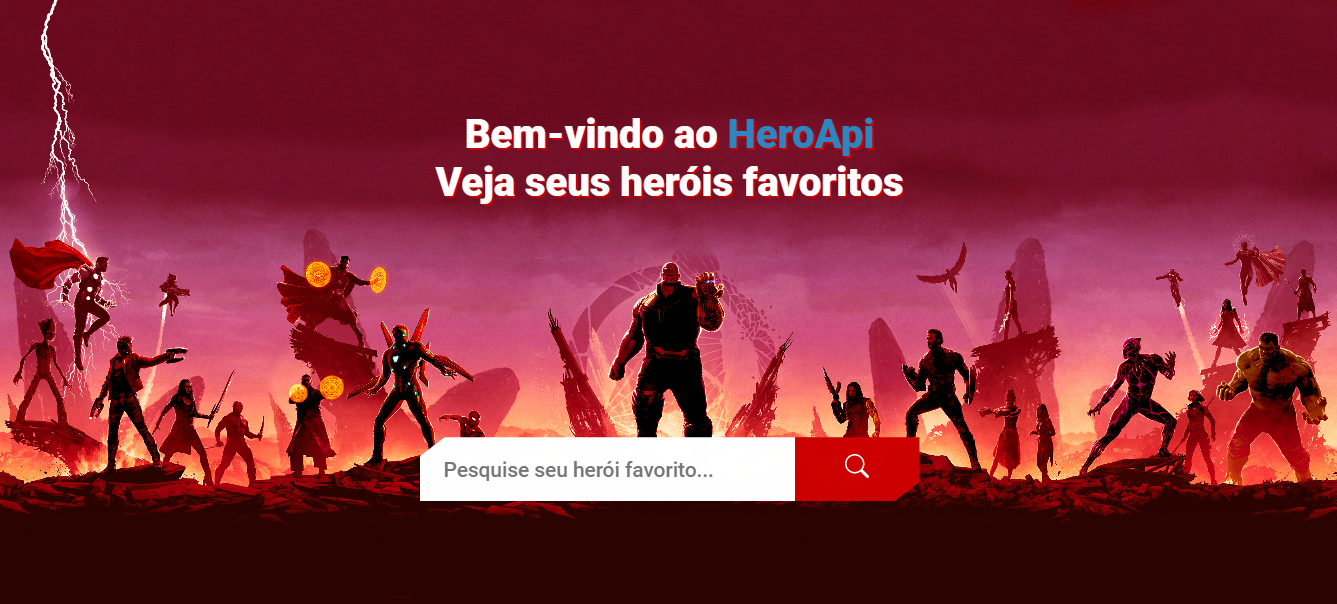 Bem-vindo ao HeroApi
Veja seus heróis favoritos
Pesquise seu herói favorito...